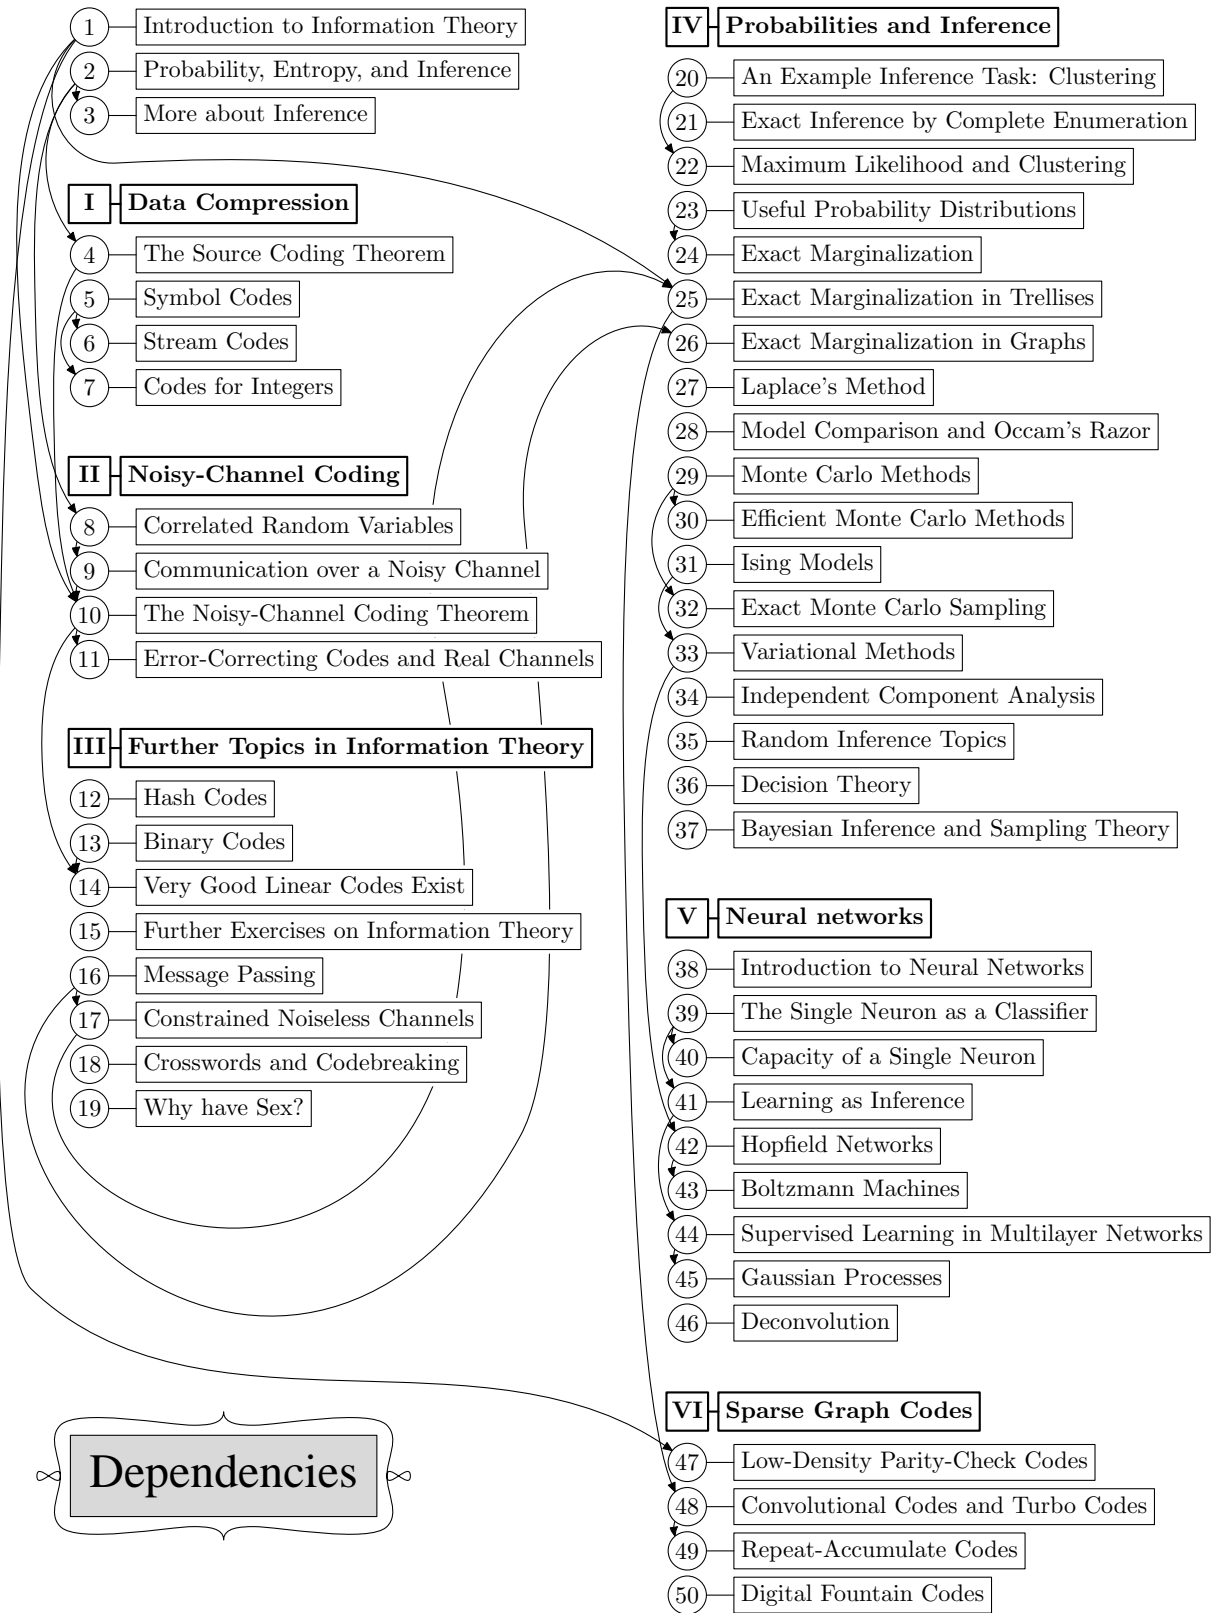 1 Introduction to Information Theory
2 Probability, Entropy, and Inference
3 More about Inference
I Data Compression
4 The Source Coding Theorem
5 Symbol Codes
6 Stream Codes
7 Codes for Integers
II Noisy-Channel Coding
8 Correlated Random Variables
9 Communication over a Noisy Channel
10 The Noisy-Channel Coding Theorem
11 Error-Correcting Codes and Real Channels
III Further Topics in Information Theory
12 Hash Codes
13 Binary Codes
14 Very Good Linear Codes Exist
15 Further Exercises on Information Theory
16 Message Passing
17 Constrained Noiseless Channels
18 Crosswords and Codebreaking
19 Why have Sex?
Dependencies
IV Probabilities and Inference
20 An Example Inference Task: Clustering
21 Exact Inference by Complete Enumeration
22 Maximum Likelihood and Clustering
23 Useful Probability Distributions
24 Exact Marginalization
25 Exact Marginalization in Trellises
26 Exact Marginalization in Graphs
27 Laplace's Method
28 Model Comparison and Occam's Razor
29 Monte Carlo Methods
30 Efficient Monte Carlo Methods
31 Ising Models
32 Exact Monte Carlo Sampling
33 Variational Methods
34 Independent Component Analysis
35 Random Inference Topics
36 Decision Theory
37 Bayesian Inference and Sampling Theory
V Neural networks
38 Introduction to Neural Networks
39 The Single Neuron as a Classifier
40 Capacity of a Single Neuron
41 Learning as Inference
42 Hopfield Networks
43 Boltzmann Machines
44 Supervised Learning in Multilayer Networks
45 Gaussian Processes
46 Deconvolution
VI Sparse Graph Codes
47 Low-Density Parity-Check Codes
48 Convolutional Codes and Turbo Codes
49 Repeat-Accumulate Codes
50 Digital Fountain Codes